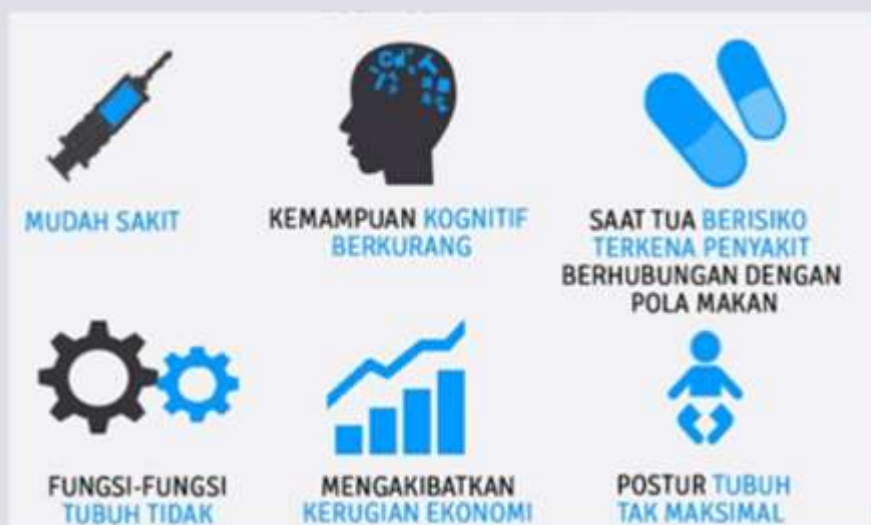 MUDAH SAKIT
KEMAMPUAN KOGNITIF
BERKURANG
SAAT TUA BERISIKO
TERKENA PENYAKIT
BERHUBUNGAN DENGAN
POLA MAKAN
FUNGSI-FUNGSI
TUBUH TIDAK
MENGAKIBATKAN
KERUGIAN EKONOMI
POSTUR TUBUH
TAK MAKSIMAL